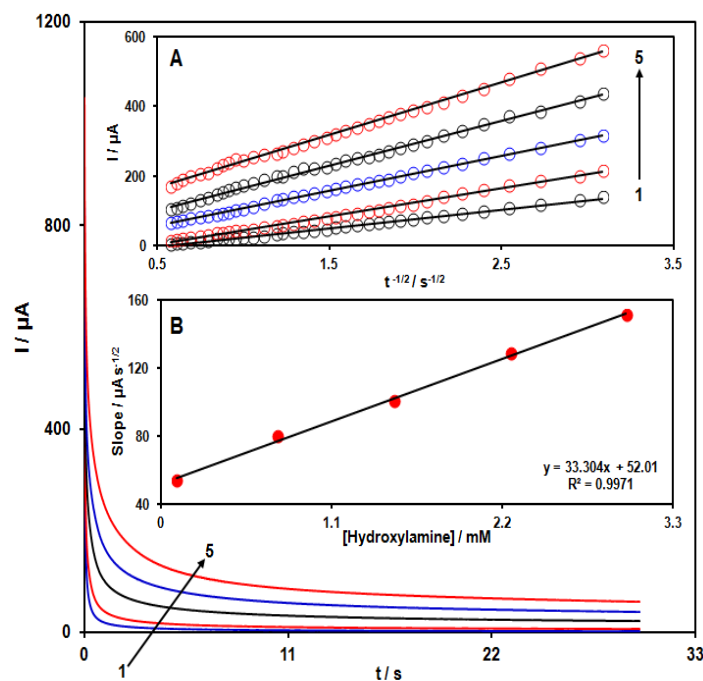 1200
800
400
0
I / µA
0
11
22
33
t / s
1
5
A
600
400
200
0
I / µA
0.5
1.5
2.5
3.5
t -1/2 / s-1/2
5
1
B
160
120
80
40
Slope / µA s-1/2
0
1.1
2.2
3.3
[Hydroxylamine] / mM
y = 33.304x + 52.01
R² = 0.9971